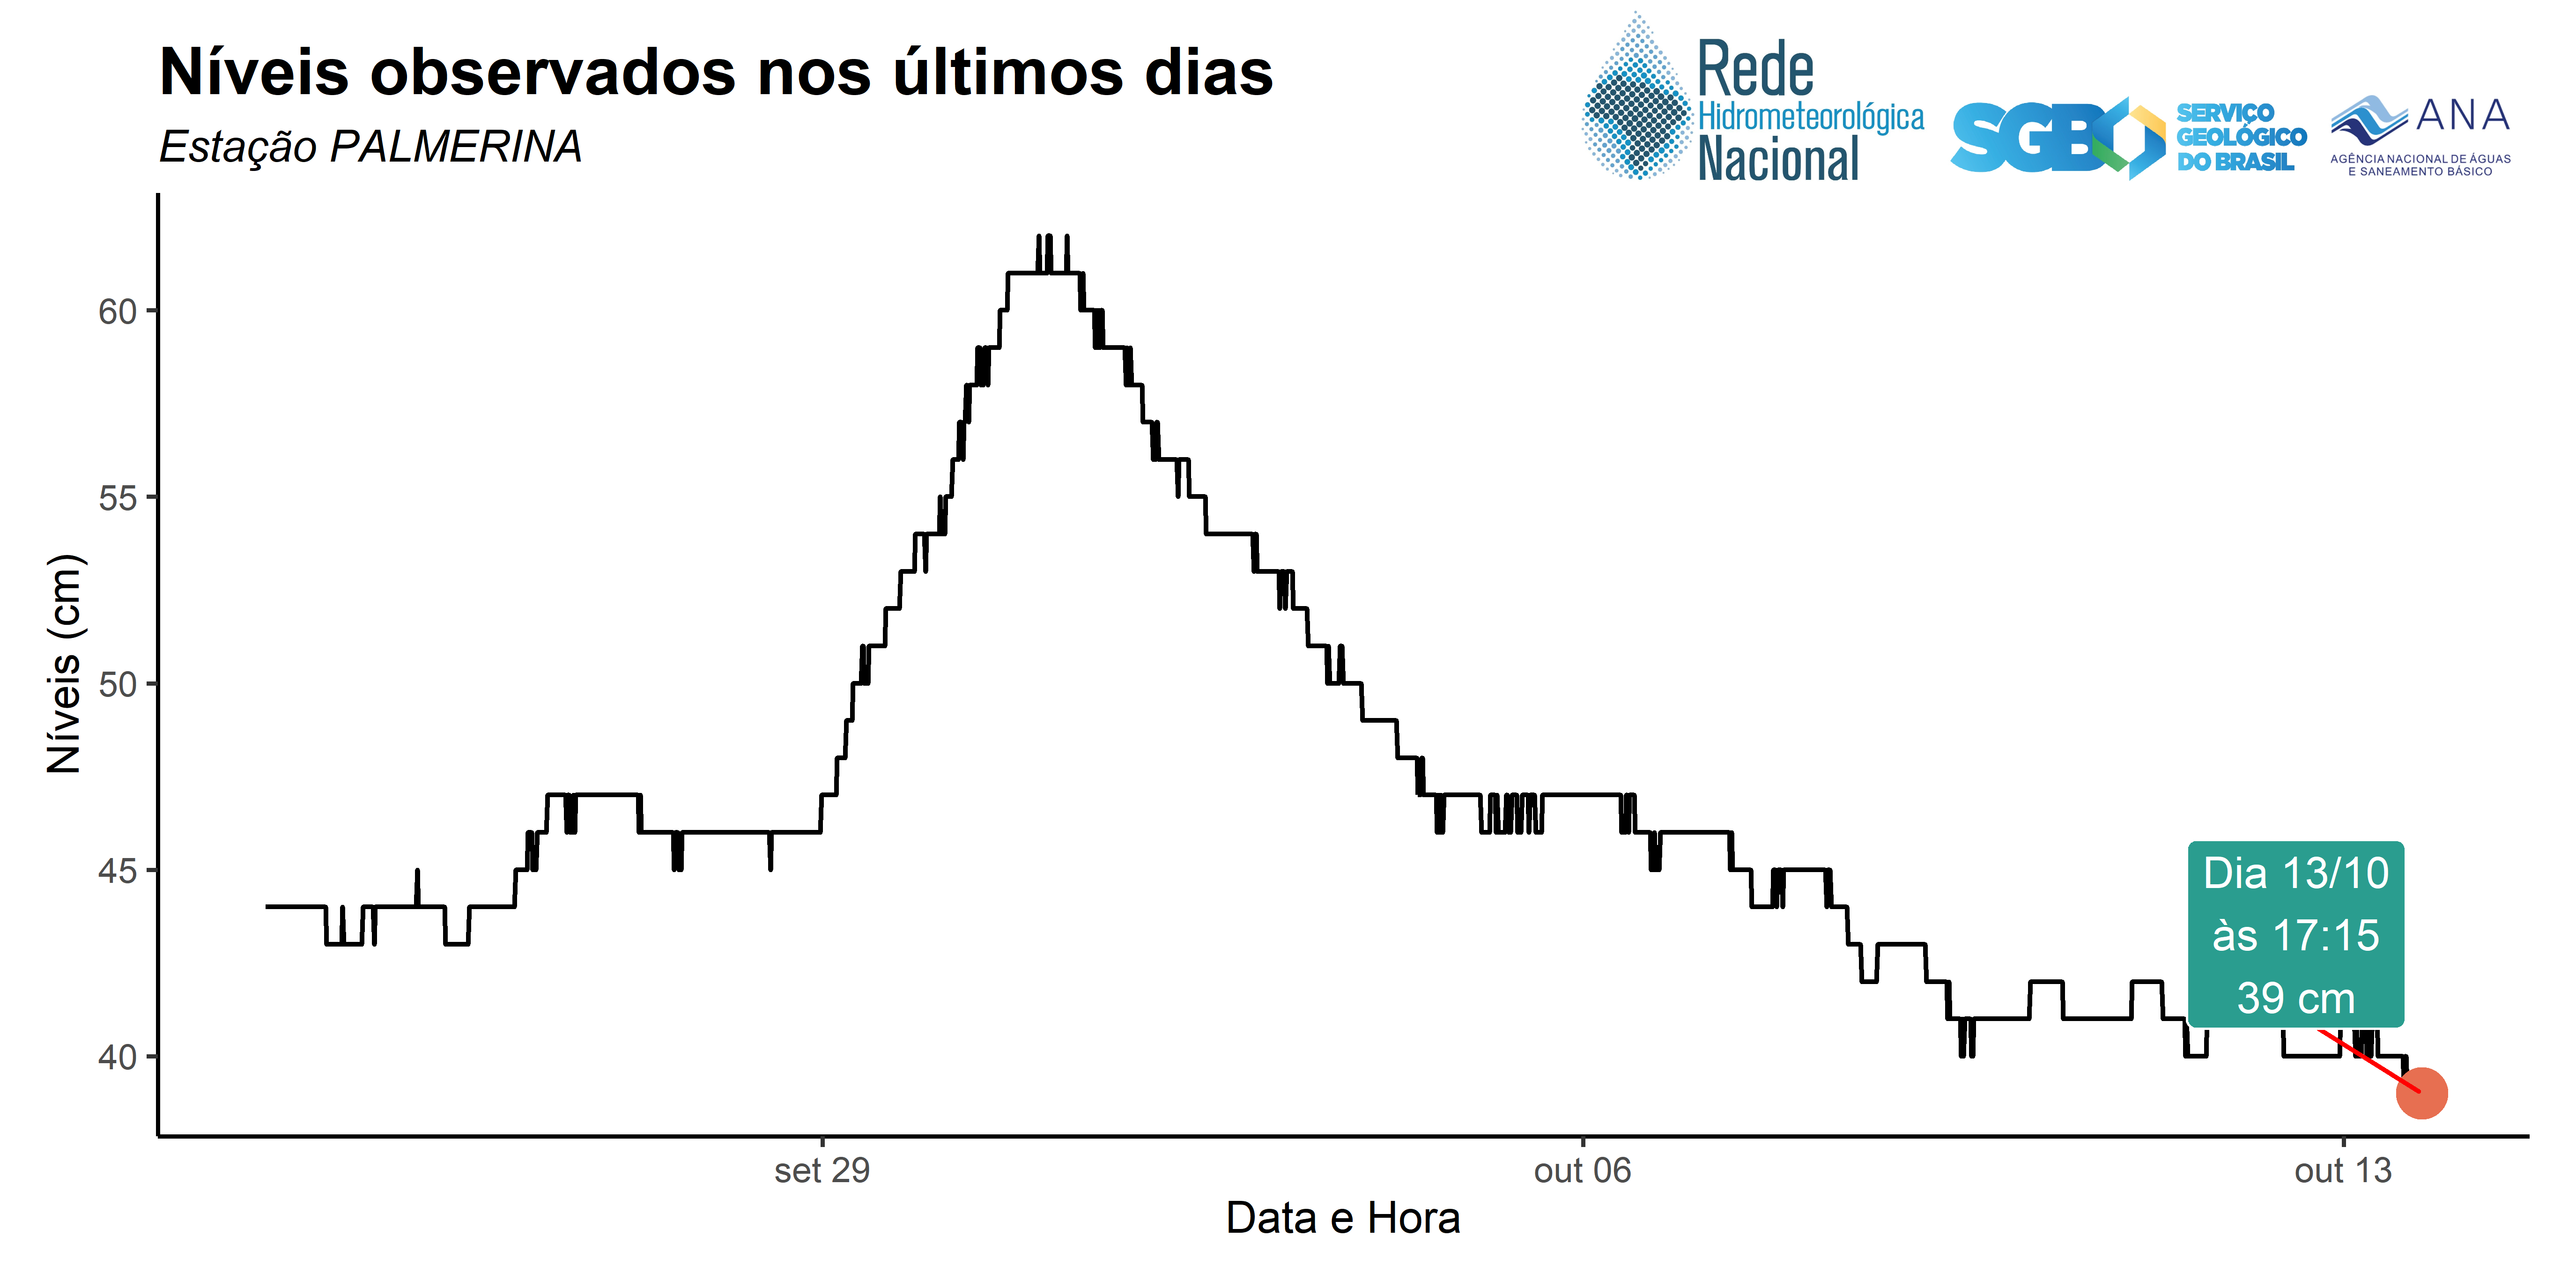 Níveis observados nos últimos dias
Estação PALMERINA
Rede
Hidrometeorológica
Nacional
SGB
SERVIÇO
GEOLÓGICO
DO BRASIL
ANA
AGÊNCIA NACIONAL DE ÁGUAS
E SANEAMENTO BÁSICO
Níveis (cm)
60
55
50
45
40
Dia 13/10
às 17:15
39 cm
set 29
out 06
out 13
Data e Hora